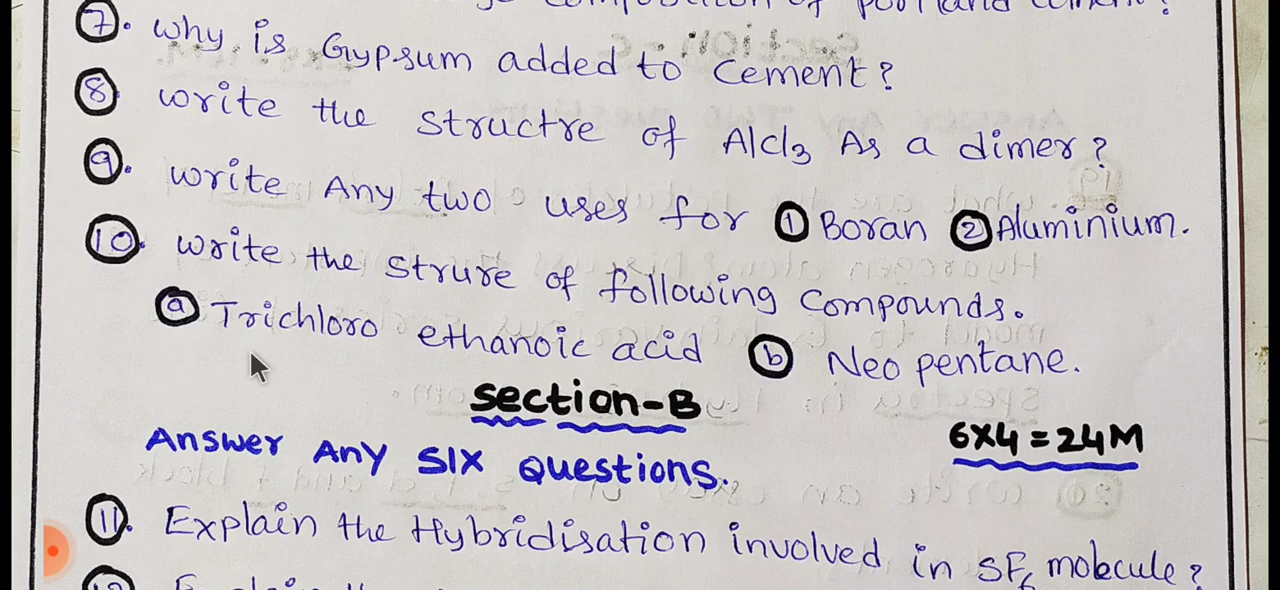 of
7. Why is Gypsum added to cement?
8 write the structre of AlCl3 As a dimer?
9. write Any two uses for 1 Boran 2 Aluminium.
10. write the strure of following compounds.
a Trichloro ethanoic acid b Neo pentane.
section-B
6x4=24M
Answer Any SIX questions.
11. Explain the Hybridisation involved in SF6 molecule?